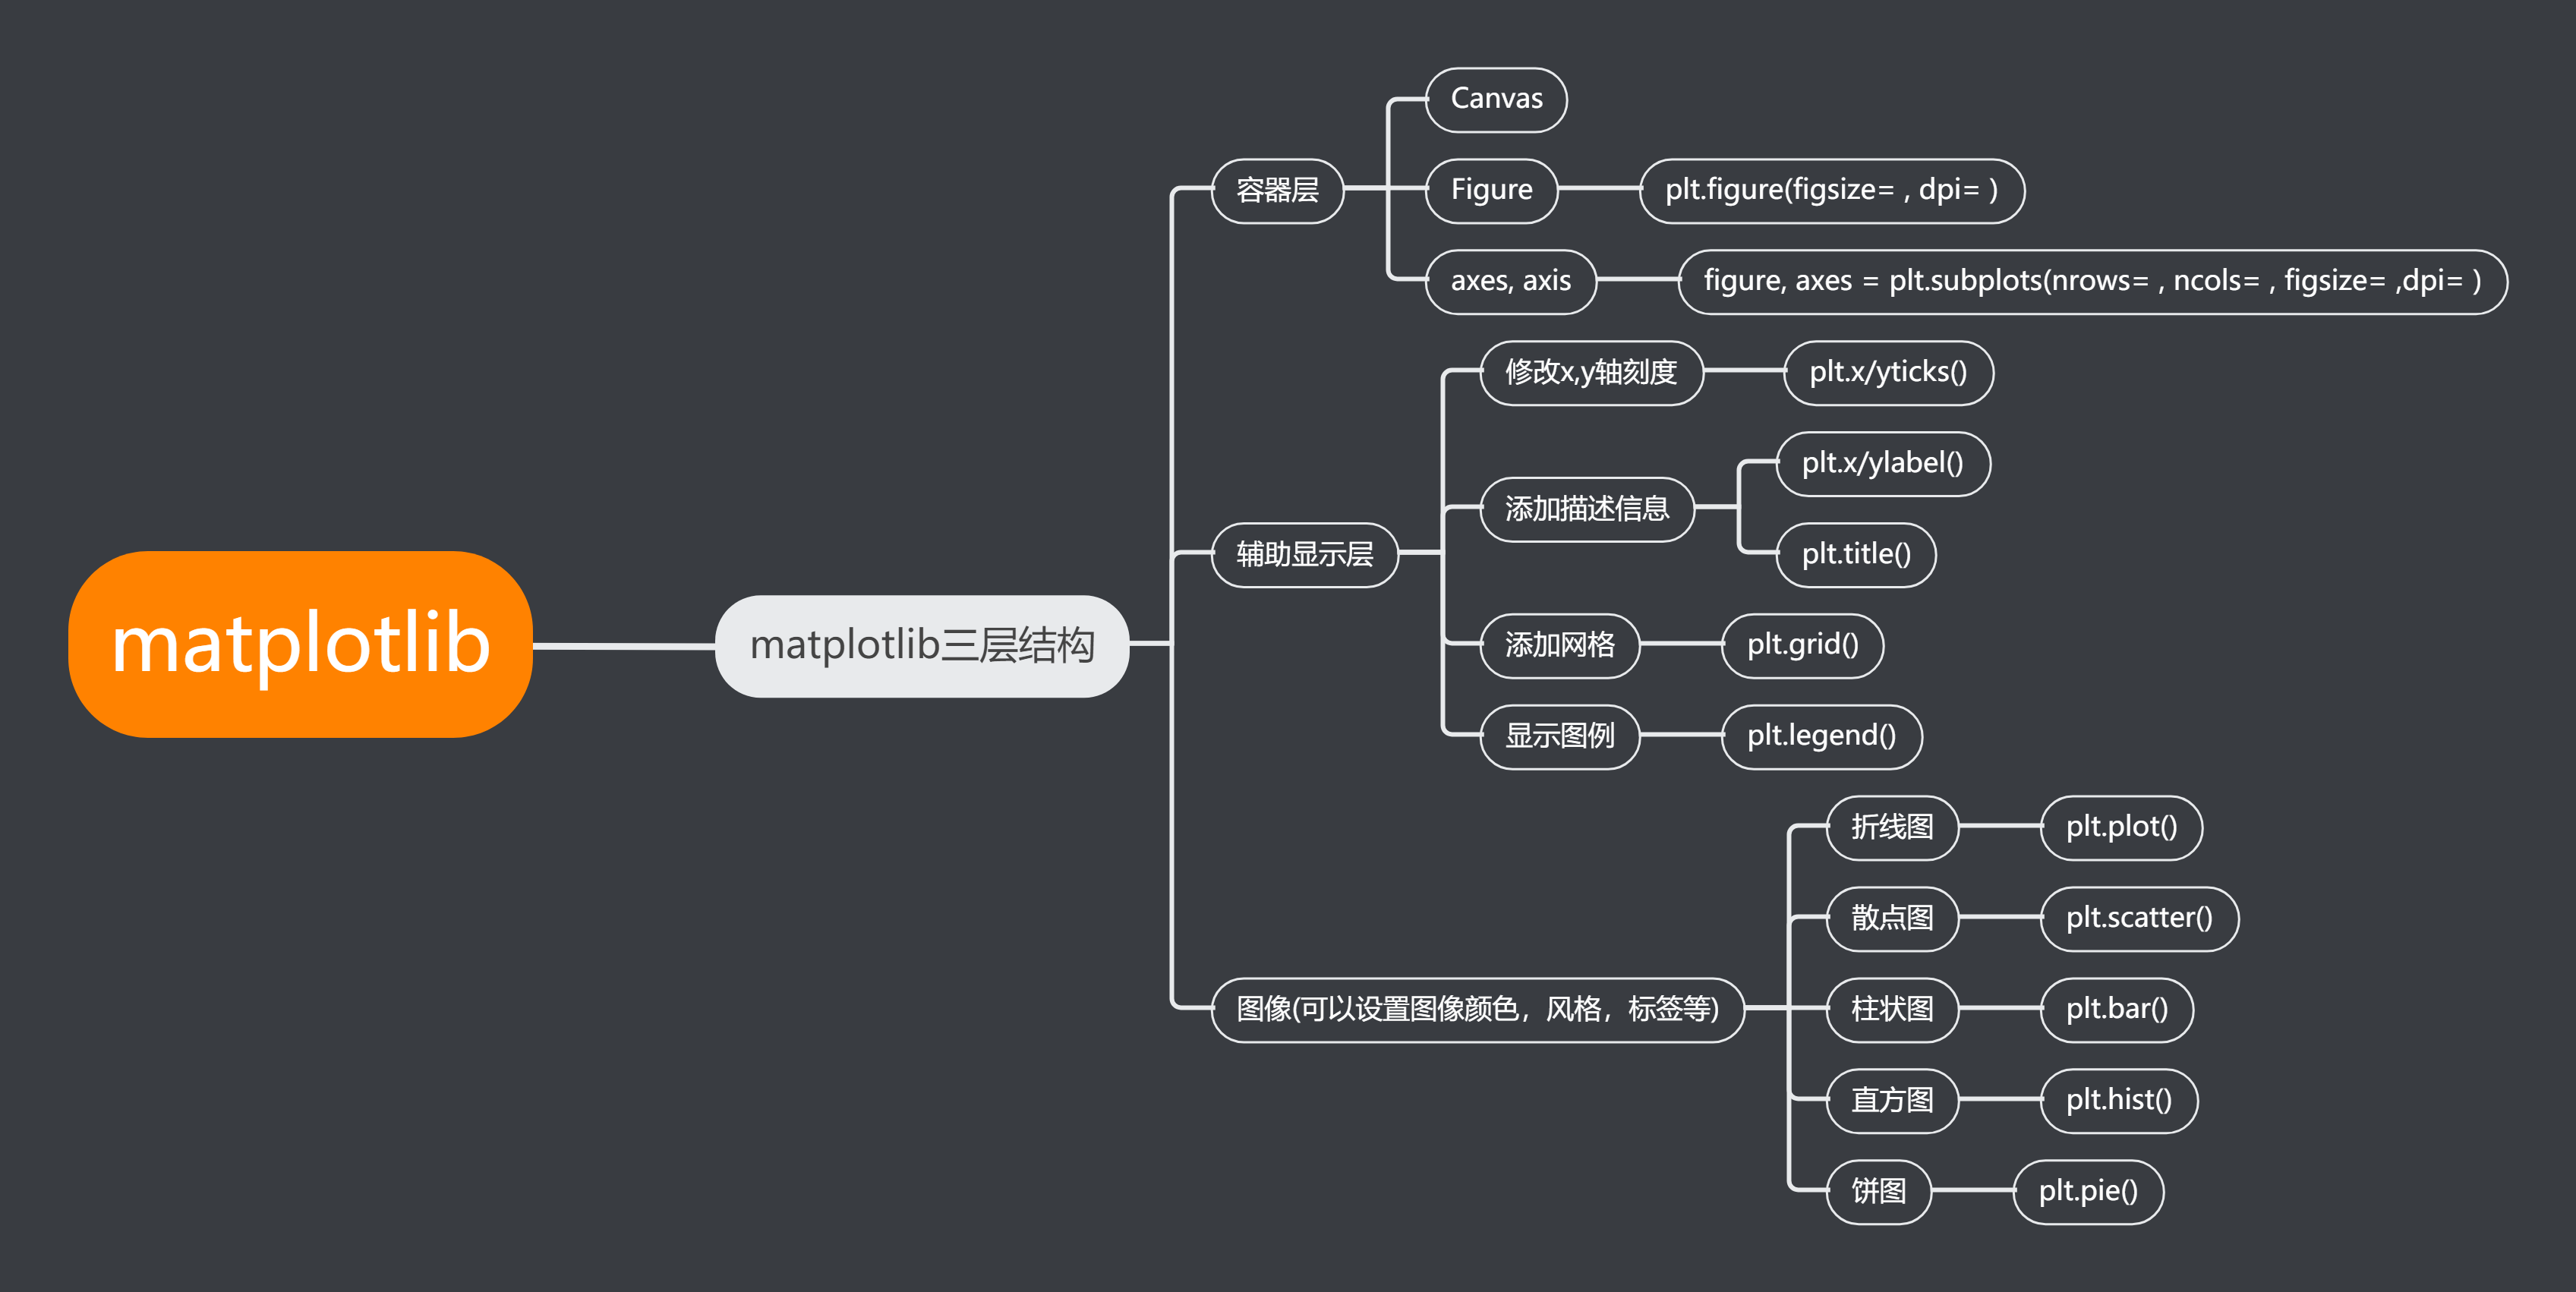 matplotlib
matplotlib三层结构
容器层
Canvas
Figure
plt.figure(figsize= , dpi= )
axes, axis
figure, axes = plt.subplots(nrows= , ncols= , figsize= ,dpi= )
辅助显示层
修改x,y轴刻度
plt.x/yticks()
添加描述信息
plt.x/ylabel()
plt.title()
添加网格
plt.grid()
显示图例
plt.legend()
图像(可以设置图像颜色，风格，标签等)
折线图
plt.plot()
散点图
plt.scatter()
柱状图
plt.bar()
直方图
plt.hist()
饼图
plt.pie()